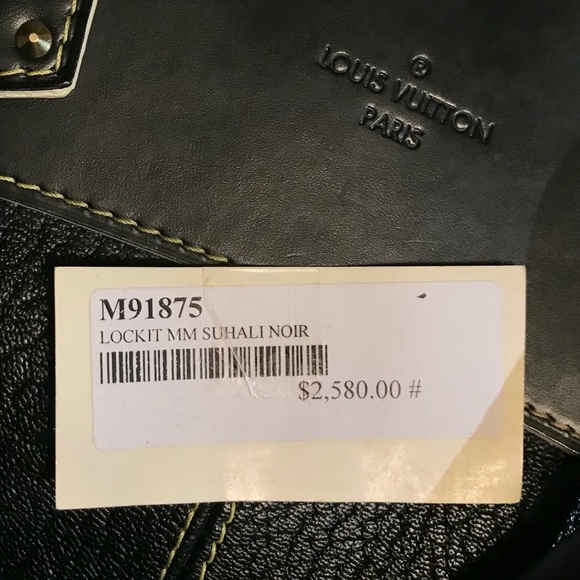 ®
LOUIS VUITTON
PARIS
M91875
LOCKIT MM SUHALI NOIR
$2,580.00 #